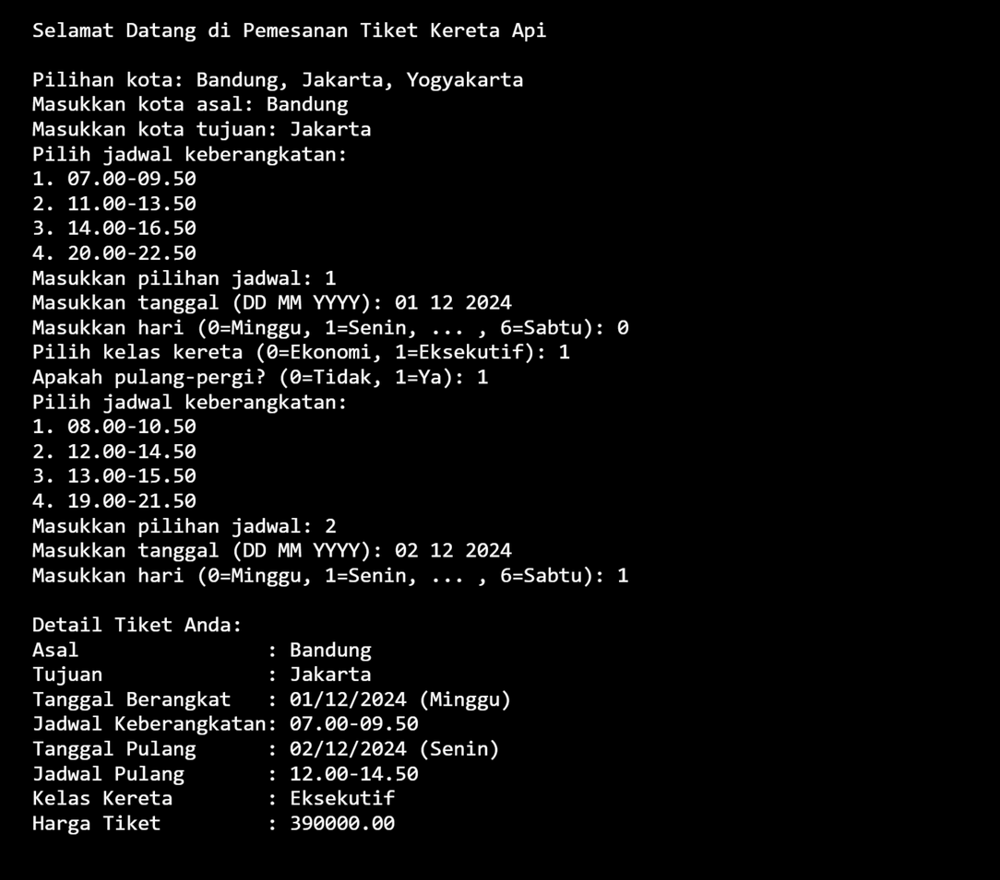 Selamat Datang di Pemesanan Tiket Kereta Api
Pilihan kota: Bandung, Jakarta, Yogyakarta
Masukkan kota asal: Bandung
Masukkan kota tujuan: Jakarta
Pilih jadwal keberangkatan:
1. 07.00-09.50
2. 11.00-13.50
3. 14.00-16.50
4. 20.00-22.50
Masukkan pilihan jadwal: 1
Masukkan tanggal (DD MM YYYY): 01 12 2024
Masukkan hari (0=Minggu, 1=Senin, ... , 6=Sabtu): 0
Pilih kelas kereta (0=Ekonomi, 1=Eksekutif): 1
Apakah pulang-pergi? (0=Tidak, 1=Ya): 1
Pilih jadwal keberangkatan:
1. 08.00-10.50
2. 12.00-14.50
3. 13.00-15.50
4. 19.00-21.50
Masukkan pilihan jadwal: 2
Masukkan tanggal (DD MM YYYY): 02 12 2024
Masukkan hari (0=Minggu, 1=Senin, ... , 6=Sabtu): 1
Detail Tiket Anda:
Asal                : Bandung
Tujuan              : Jakarta
Tanggal Berangkat   : 01/12/2024 (Minggu)
Jadwal Keberangkatan: 07.00-09.50
Tanggal Pulang      : 02/12/2024 (Senin)
Jadwal Pulang       : 12.00-14.50
Kelas Kereta        : Eksekutif
Harga Tiket         : 390000.00